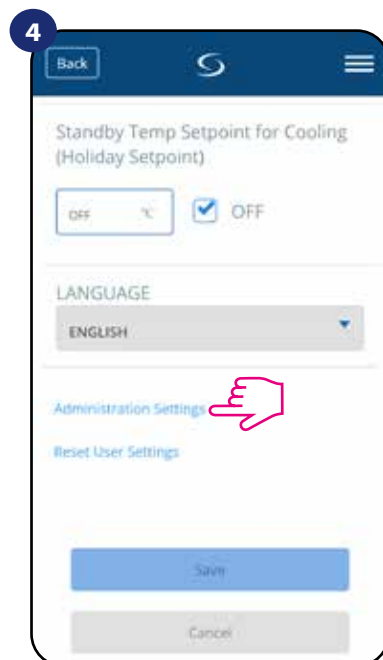 4
Back
Standby Temp Setpoint for Cooling
(Holiday Setpoint)
OFF °C OFF
LANGUAGE
ENGLISH
Administration Settings
Reset User Settings
Save
Cancel